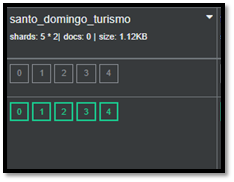 santo_domingo_turismo
shards: 5 * 2| docs: 0 | size: 1.12KB
0 1 2 3 4
0 1 2 3 4